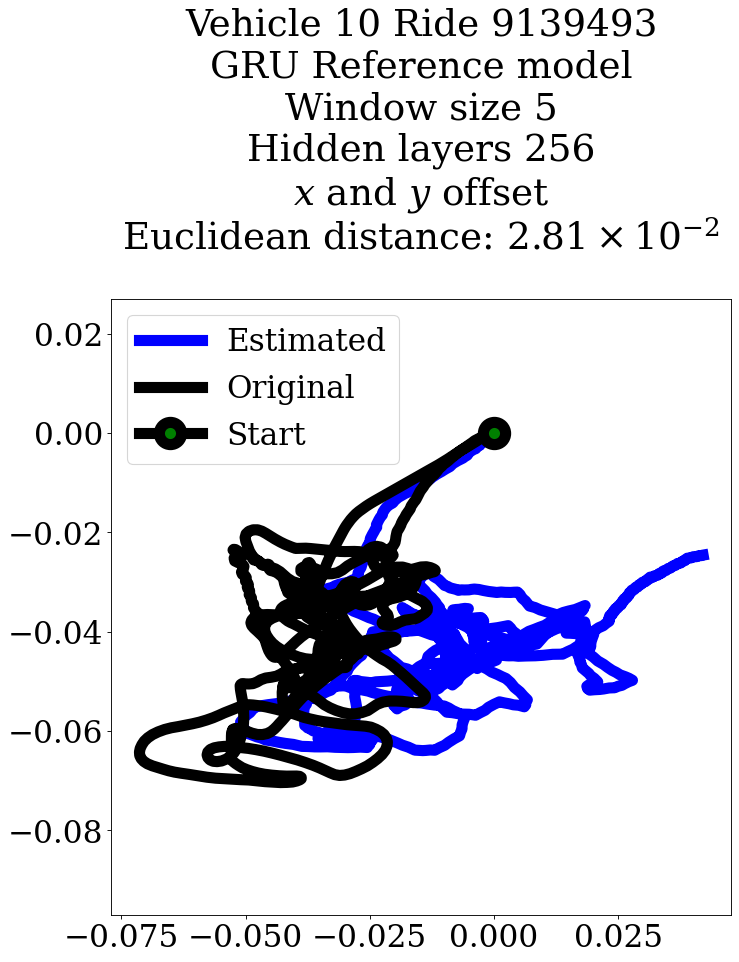 Vehicle 10 Ride 9139493
GRU Reference model
Window size 5
Hidden layers 256
x and y offset
Euclidean distance: 2.81 × 10⁻²
Estimated
Original
Start
0.02
0.00
−0.02
−0.04
−0.06
−0.08
−0.075 −0.050 −0.025 0.000 0.025